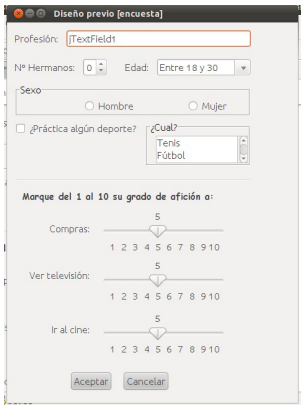 Diseño previo [encuesta]
Profesión: jTextField1
Nº Hermanos: 0 Edad: Entre 18 y 30
Sexo
Hombre Mujer
¿Práctica algún deporte? ¿Cual?
Tenis
Fútbol
Marque del 1 al 10 su grado de afición a:
5
Compras:
1 2 3 4 5 6 7 8 9 10
5
Ver televisión:
1 2 3 4 5 6 7 8 9 10
5
Ir al cine:
1 2 3 4 5 6 7 8 9 10
Aceptar Cancelar